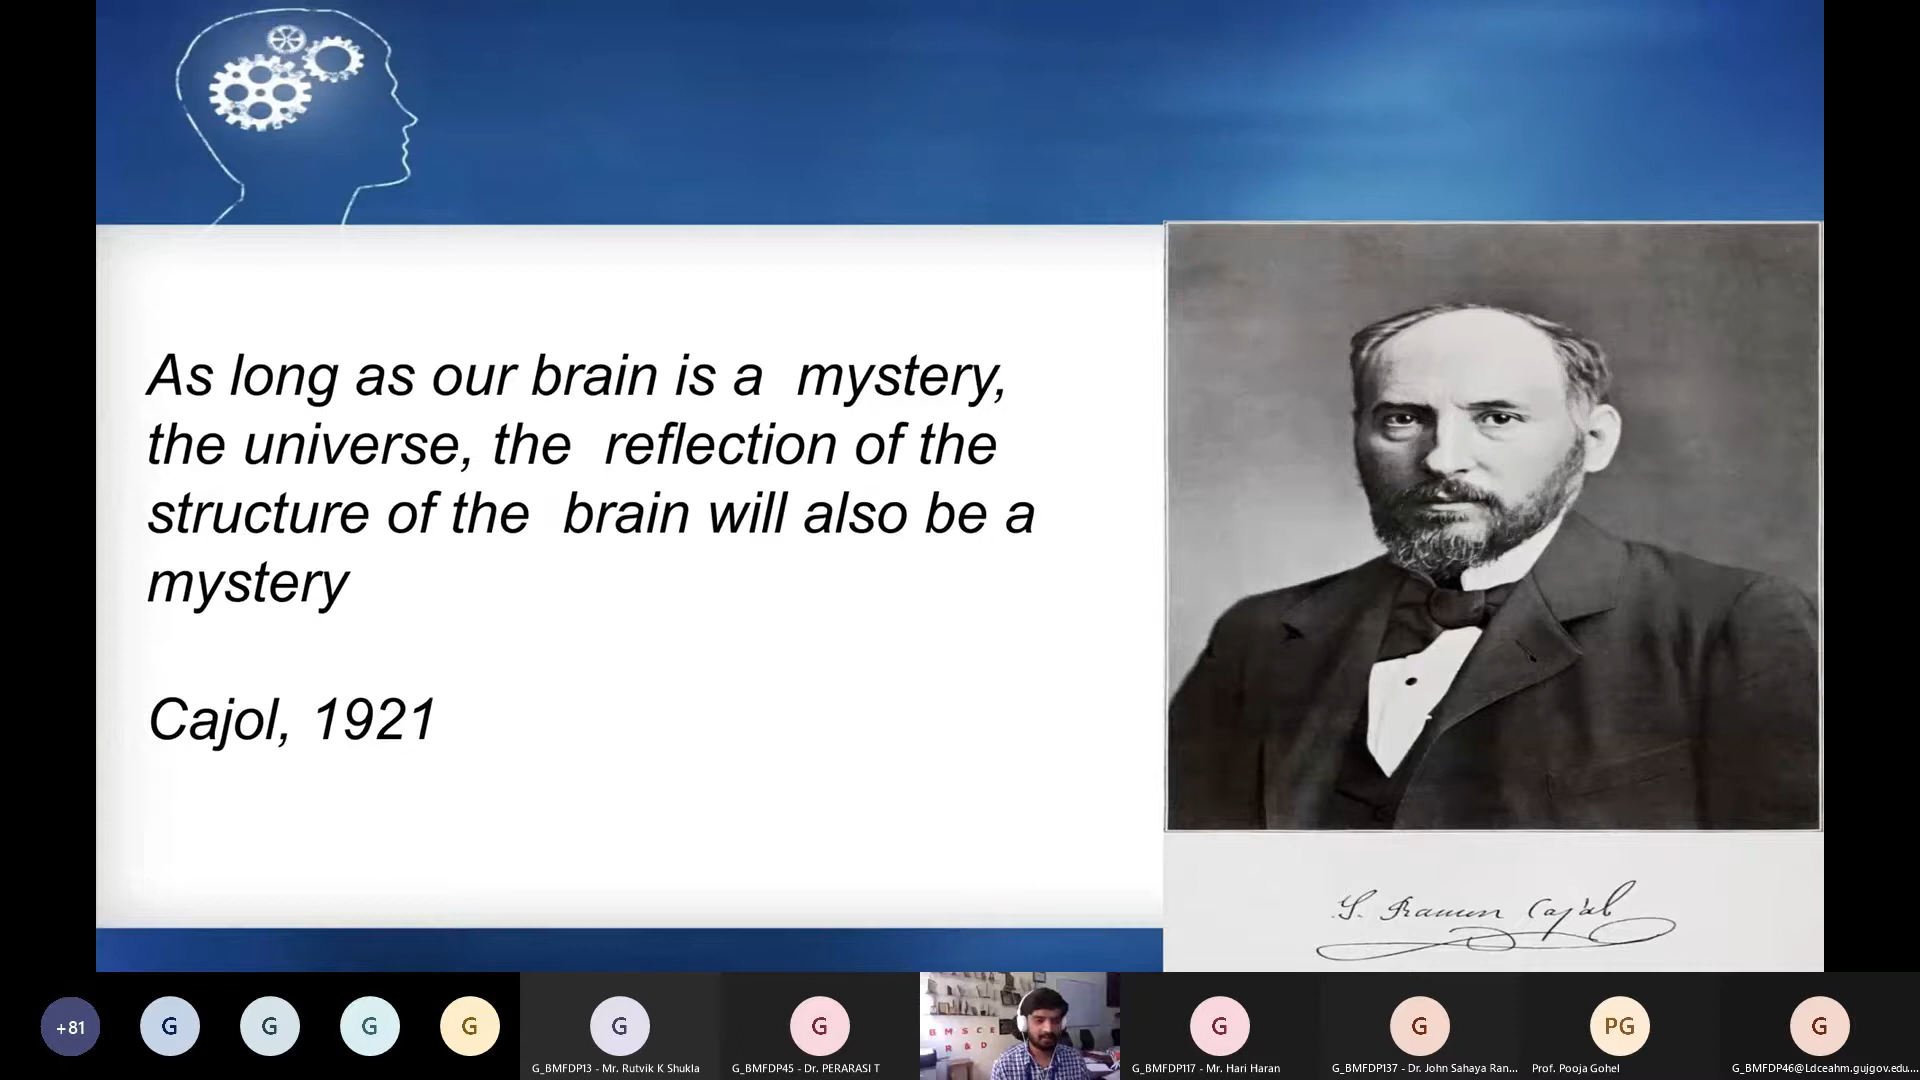 As long as our brain is a mystery,
the universe, the reflection of the
structure of the brain will also be a
mystery
Cajol, 1921
S. Ramon Cajal
+81
G
G
G
G
G
G_BMFDP13 - Mr. Rutvik K Shukla
G
G_BMFDP45 - Dr. PERARASI T
B M S C E
R & D
G
G_BMFDP117 - Mr. Hari Haran
G
G_BMFDP137 - Dr. John Sahaya Ran...
PG
Prof. Pooja Gohel
G
G_BMFDP46@Ldceahm.gujgov.edu....